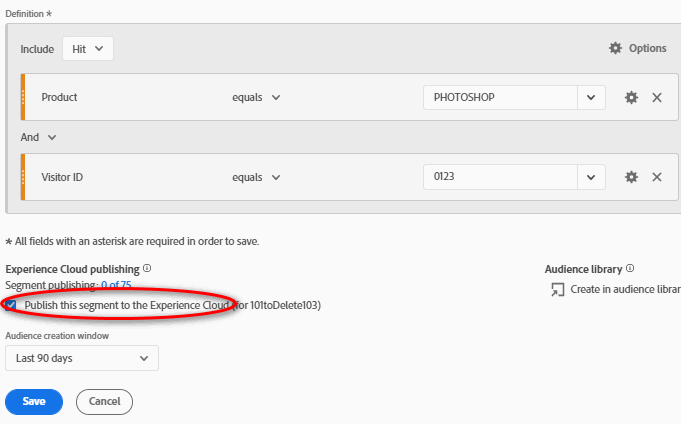 Definition *
Include Hit Options
Product equals PHOTOSHOP
And
Visitor ID equals 0123
* All fields with an asterisk are required in order to save.
Experience Cloud publishing Audience library
Segment publishing: 0 of 75
Publish this segment to the Experience Cloud (for 101toDelete103) Create in audience librar
Audience creation window
Last 90 days
Save Cancel